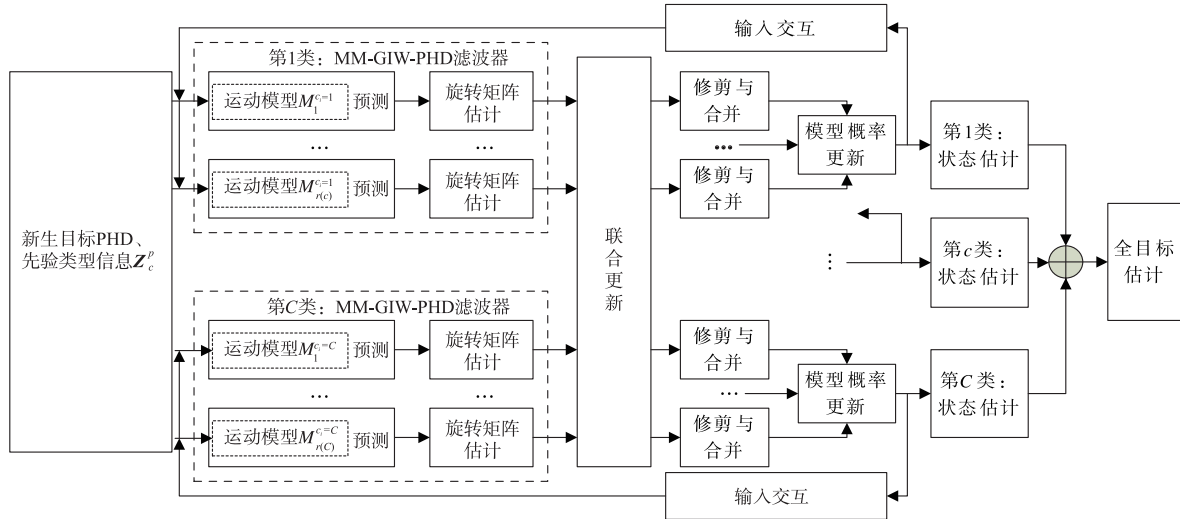 输入交互
第1类：MM-GIW-PHD滤波器
运动模型M_1^{c_i=1} 预测
旋转矩阵
估计
修剪与
合并
...
...
...
模型概率
更新
第1类：
状态估计
运动模型M_{r(c)}^{c_i=1} 预测
旋转矩阵
估计
修剪与
合并
新生目标PHD、
先验类型信息Z_c^p
联合更新
...
第c类：
状态估计
全目标
估计
第C类：MM-GIW-PHD滤波器
运动模型M_1^{c_i=C} 预测
旋转矩阵
估计
修剪与
合并
...
...
...
模型概率
更新
第C类：
状态估计
运动模型M_{r(C)}^{c_i=C} 预测
旋转矩阵
估计
修剪与
合并
输入交互